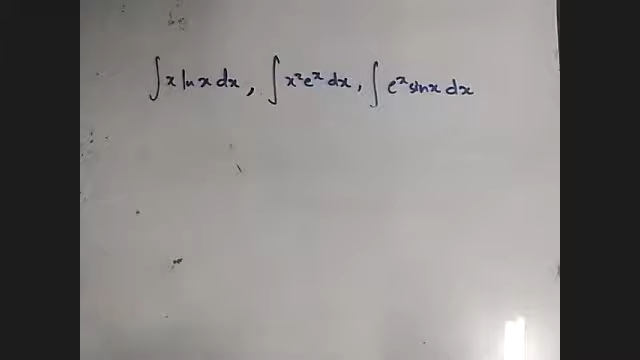 ∫ x ln x dx, ∫ x²eˣ dx, ∫ eˣ sin x dx